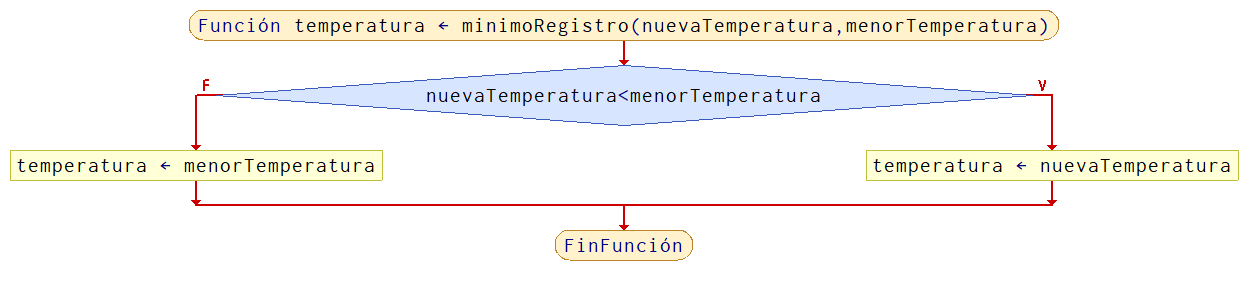 Función temperatura ← minimoRegistro(nuevaTemperatura,menorTemperatura)
F
V
nuevaTemperatura<menorTemperatura
temperatura ← menorTemperatura
temperatura ← nuevaTemperatura
FinFunción